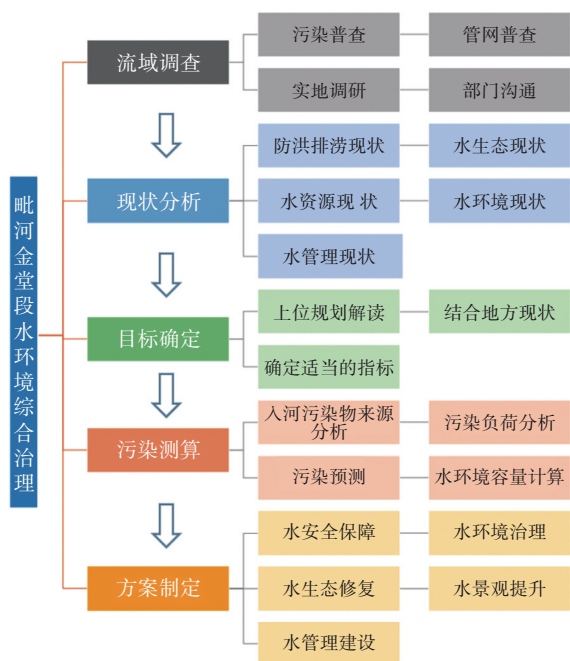 毗河金堂段水环境综合治理
流域调查
污染普查
管网普查
实地调研
部门沟通
现状分析
防洪排涝现状
水生态现状
水资源现 状
水环境现状
水管理现状
目标确定
上位规划解读
结合地方现状
确定适当的指标
污染测算
入河污染物来源
分析
污染负荷分析
污染预测
水环境容量计算
方案制定
水安全保障
水环境治理
水生态修复
水景观提升
水管理建设